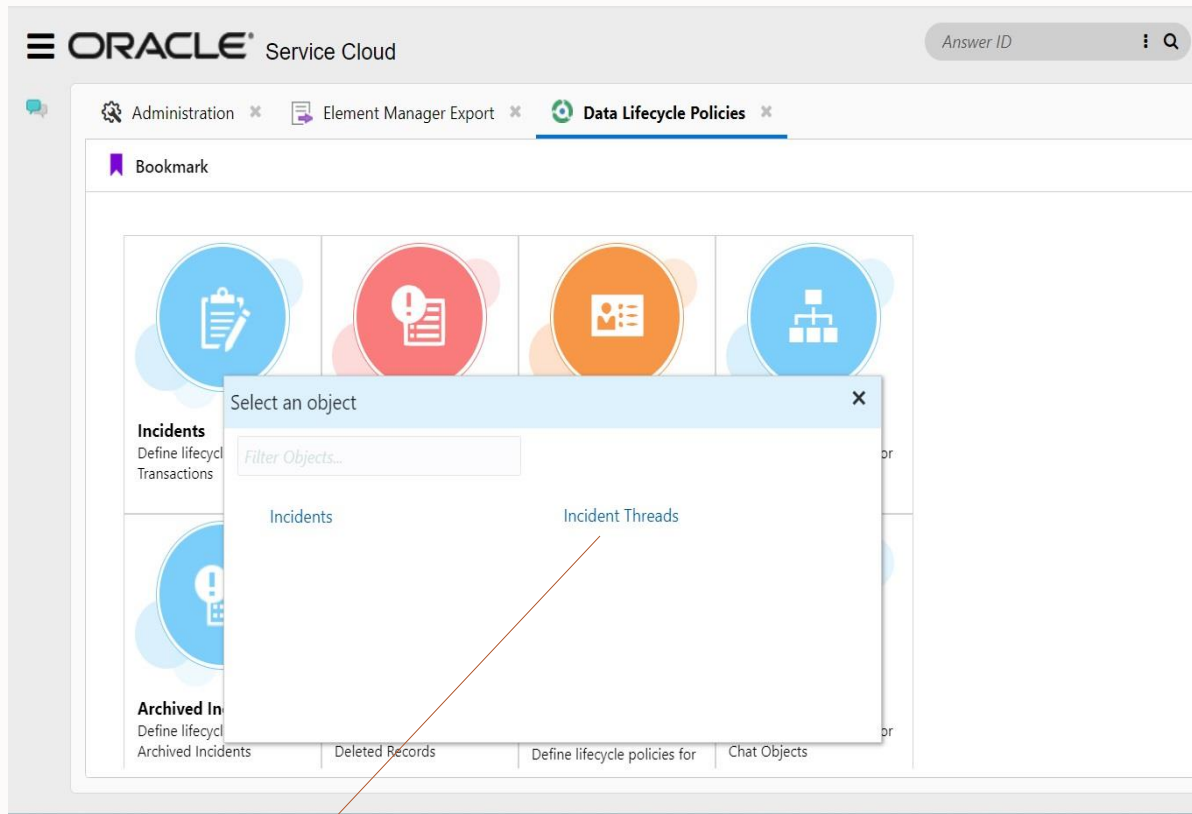 ORACLE Service Cloud
Answer ID
Administration
Element Manager Export
Data Lifecycle Policies
Bookmark
Select an object
Filter Objects...
Incidents
Incident Threads
Incidents
Define lifecycl
Transactions
or
Archived In
Define lifecycl
Archived Incidents
Deleted Records
Define lifecycle policies for
or
Chat Objects